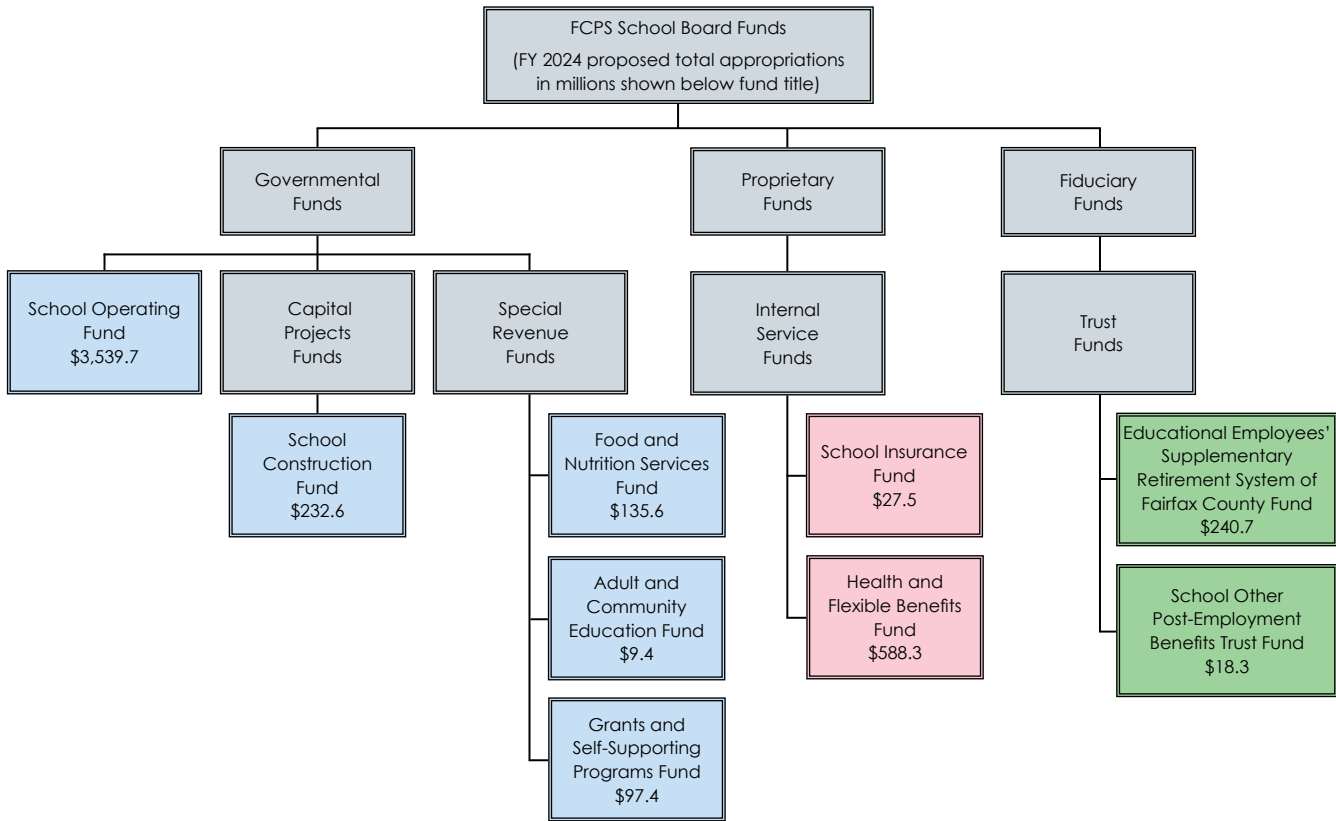 FCPS School Board Funds
(FY 2024 proposed total appropriations
in millions shown below fund title)
Governmental
Funds
Proprietary
Funds
Fiduciary
Funds
School Operating
Fund
$3,539.7
Capital
Projects
Funds
Special
Revenue
Funds
Internal
Service
Funds
Trust
Funds
School
Construction
Fund
$232.6
Food and
Nutrition Services
Fund
$135.6
School Insurance
Fund
$27.5
Educational Employees’
Supplementary
Retirement System of
Fairfax County Fund
$240.7
Adult and
Community
Education Fund
$9.4
Health and
Flexible Benefits
Fund
$588.3
School Other
Post-Employment
Benefits Trust Fund
$18.3
Grants and
Self-Supporting
Programs Fund
$97.4